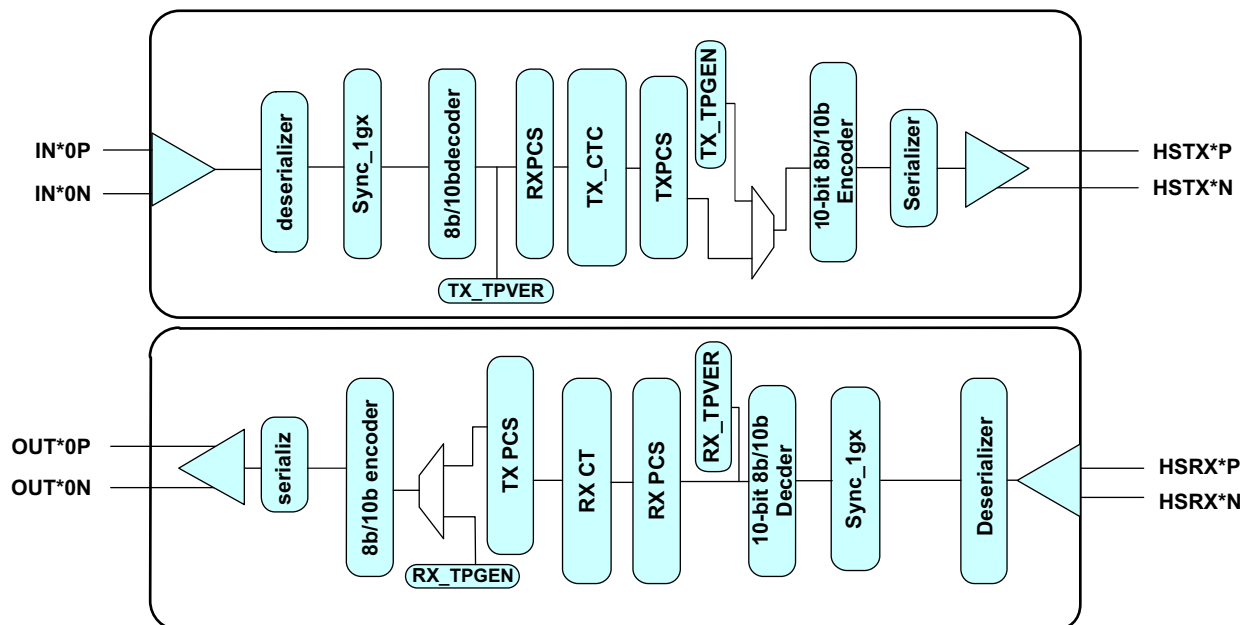 IN*0P
IN*0N
deserializer
Sync_1gx
8b/10bdecoder
TX_TPVER
RXPCS
TX_CTC
TXPCS
TX_TPGEN
10-bit 8b/10b
Encoder
Serializer
HSTX*P
HSTX*N
OUT*0P
OUT*0N
serializ
8b/10b encoder
RX_TPGEN
TX PCS
RX CT
RX PCS
RX_TPVER
10-bit 8b/10b
Decder
Sync_1gx
Deserializer
HSRX*P
HSRX*N